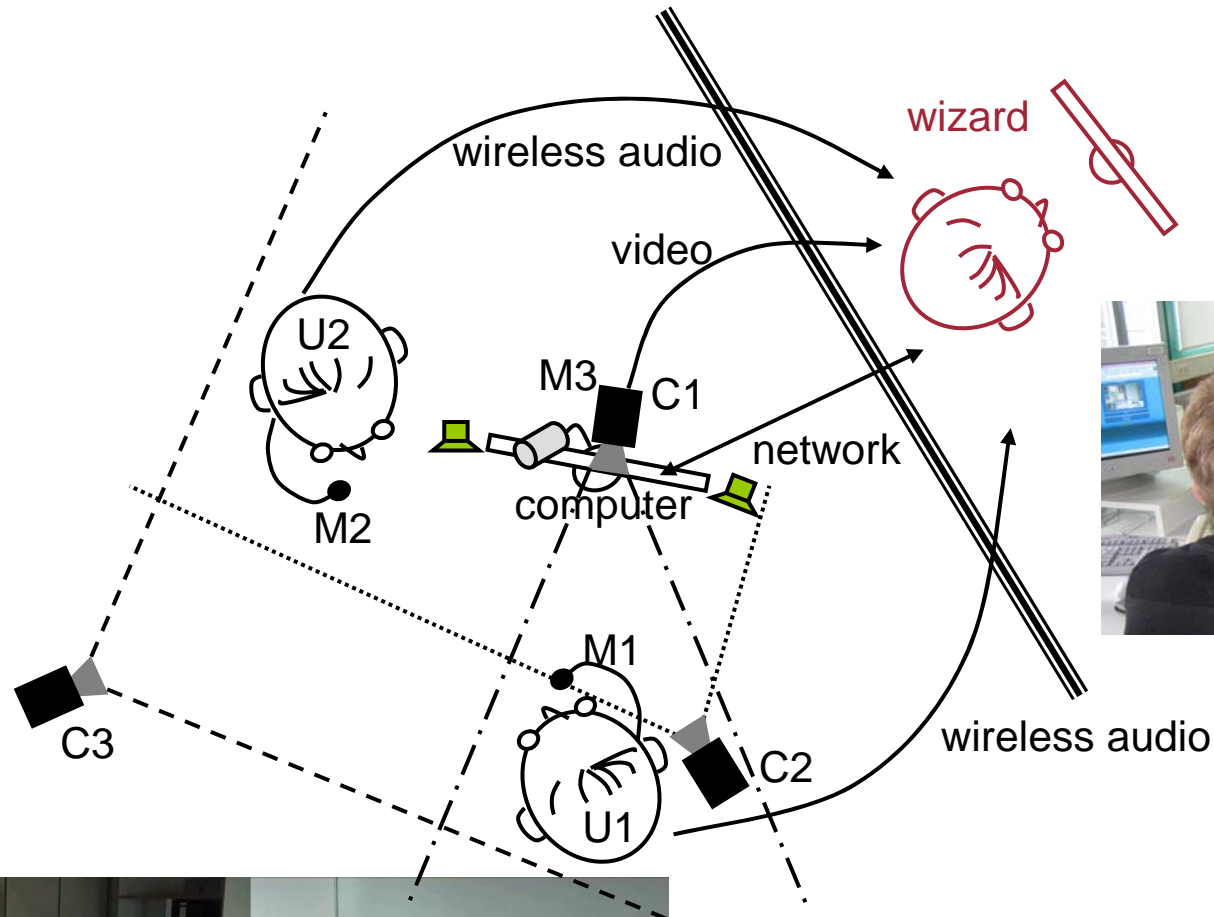 wizard
wireless audio
video
U2
M3
C1
network
computer
M2
M1
C3
C2
wireless audio
U1